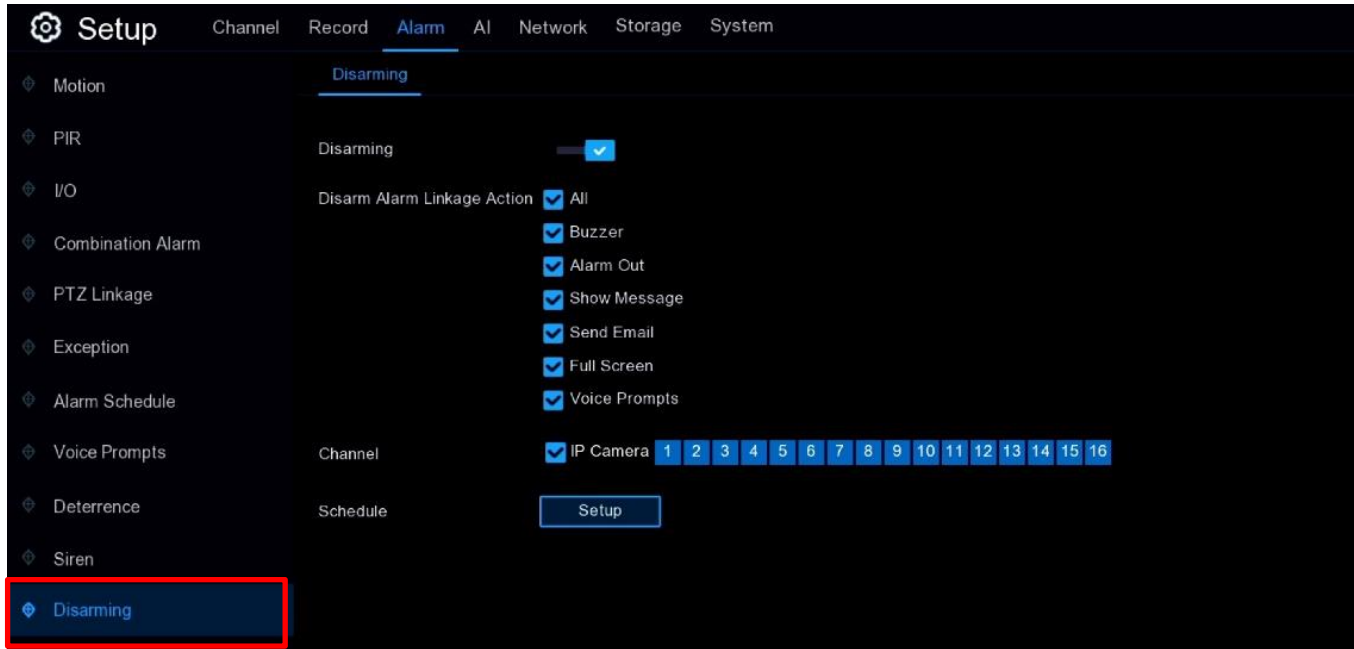 Setup Channel Record Alarm AI Network Storage System
Motion
PIR
I/O
Combination Alarm
PTZ Linkage
Exception
Alarm Schedule
Voice Prompts
Deterrence
Siren
Disarming
Disarming
Disarming
Disarm Alarm Linkage Action All
Buzzer
Alarm Out
Show Message
Send Email
Full Screen
Voice Prompts
Channel IP Camera 1 2 3 4 5 6 7 8 9 10 11 12 13 14 15 16
Schedule Setup